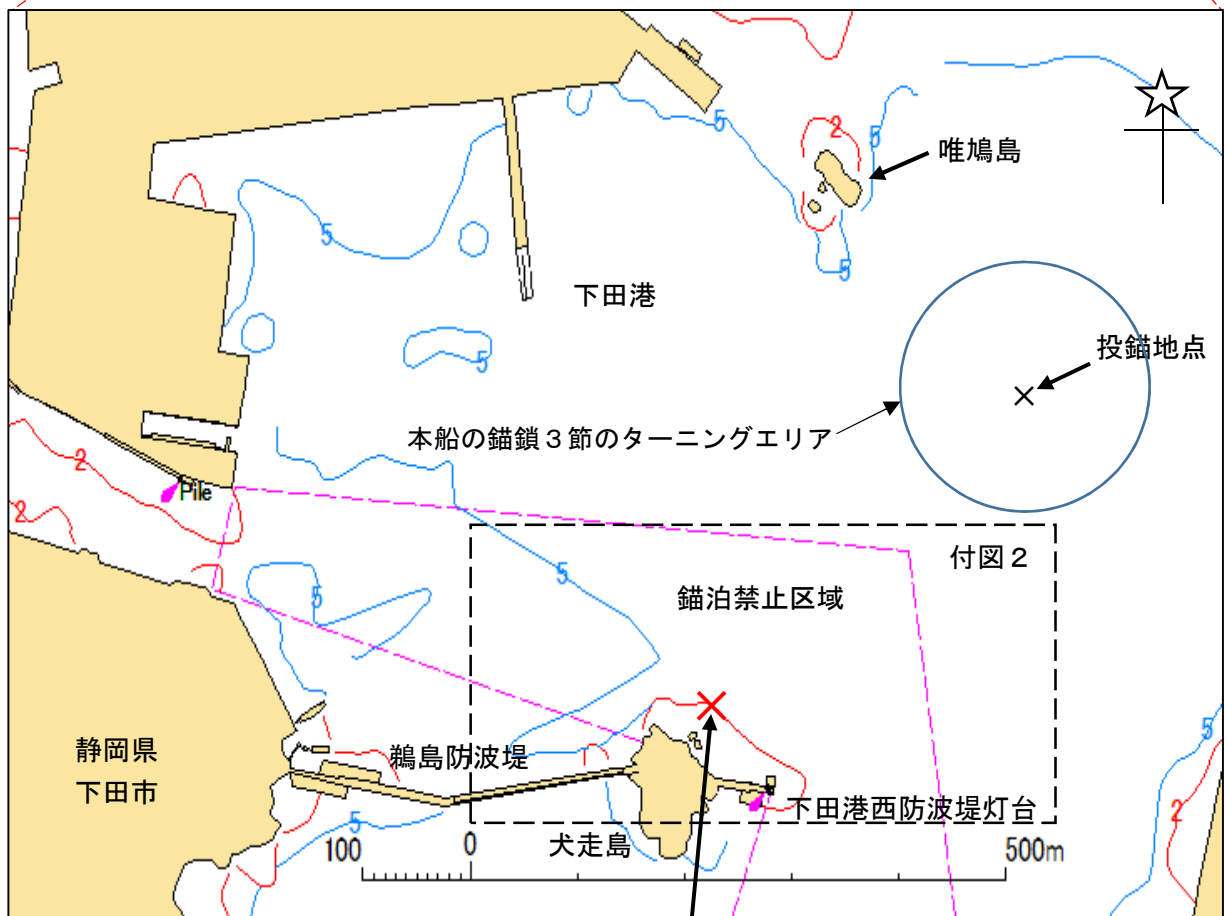 5
2
5
唯鳩島
5
5
下田港
5
投錨地点
本船の錨鎖３節のターニングエリア
2
Pile
2
付図２
5
錨泊禁止区域
5
静岡県
下田市
鵜島防波堤
5
2
下田港西防波堤灯台
5
100
0
犬走島
500m